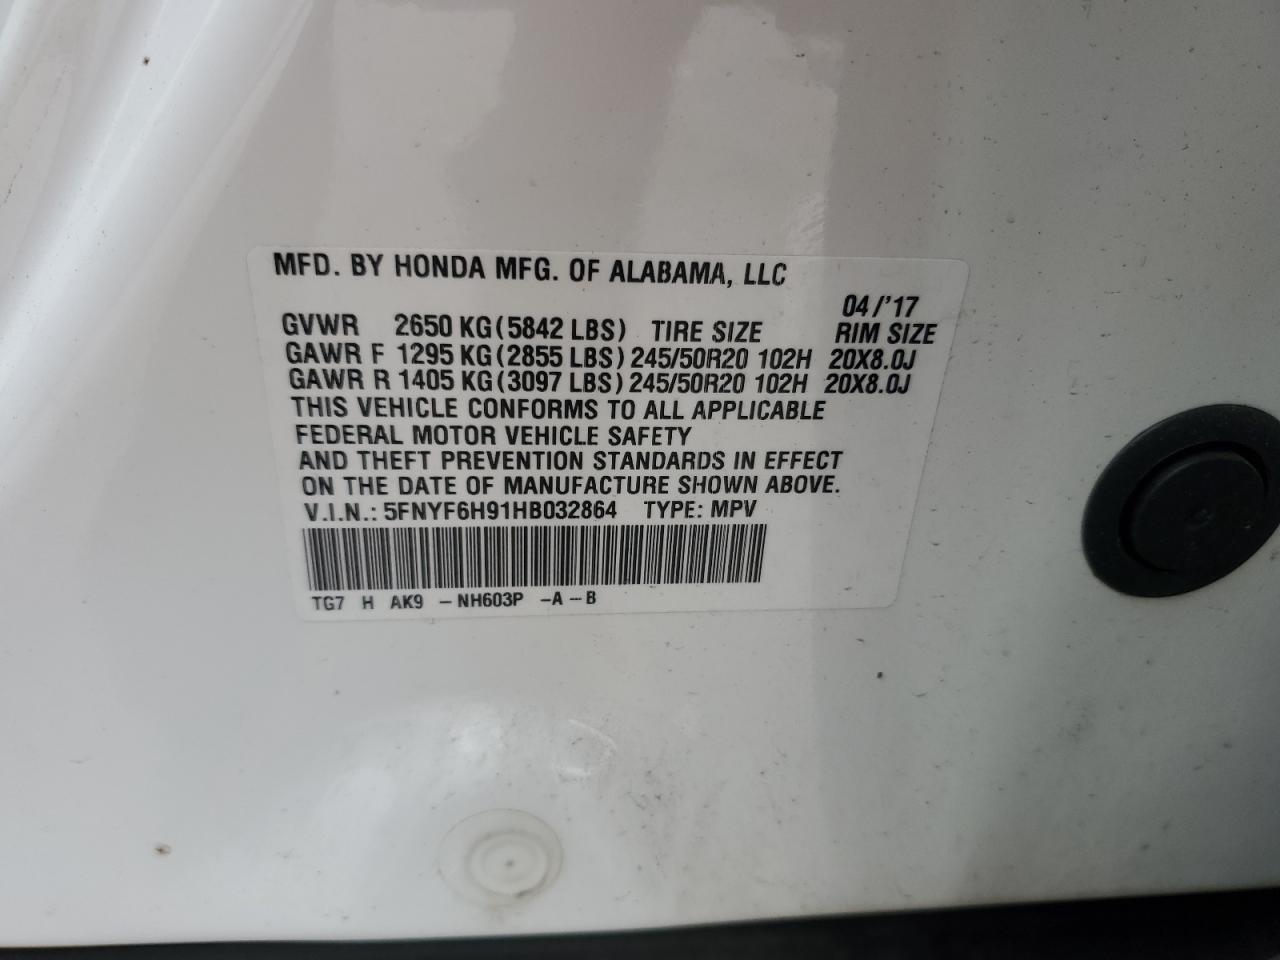 MFD. BY HONDA MFG. OF ALABAMA, LLC
04/'17
GVWR 2650 KG(5842 LBS) TIRE SIZE RIM SIZE
GAWR F 1295 KG(2855 LBS)245/50R20 102H 20X8.0J
GAWR R 1405 KG(3097 LBS)245/50R20 102H 20X8.0J
THIS VEHICLE CONFORMS TO ALL APPLICABLE
FEDERAL MOTOR VEHICLE SAFETY
AND THEFT PREVENTION STANDARDS IN EFFECT
ON THE DATE OF MANUFACTURE SHOWN ABOVE.
V.I.N.: 5FNYF6H91HB032864 TYPE: MPV
TG7 H AK9 -NH603P -A--B